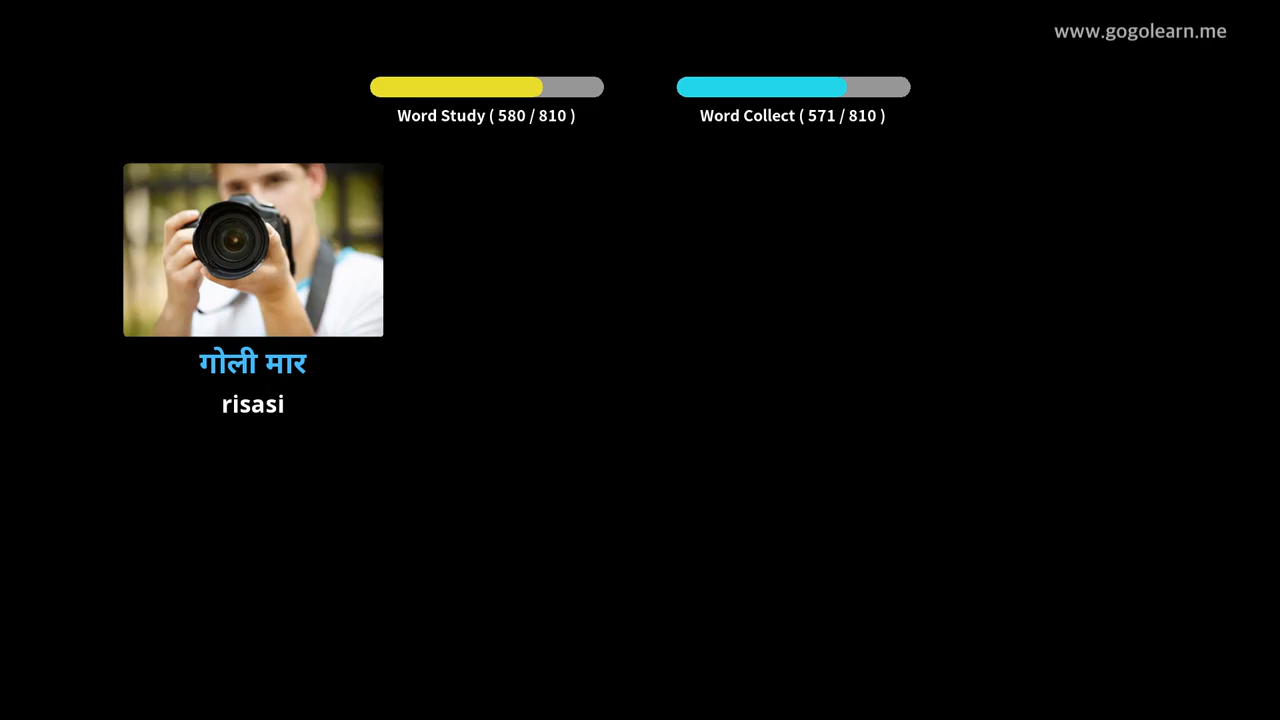 www.gogolearn.me
Word Study ( 580 / 810 )
Word Collect ( 571 / 810 )
गोली मार
risasi